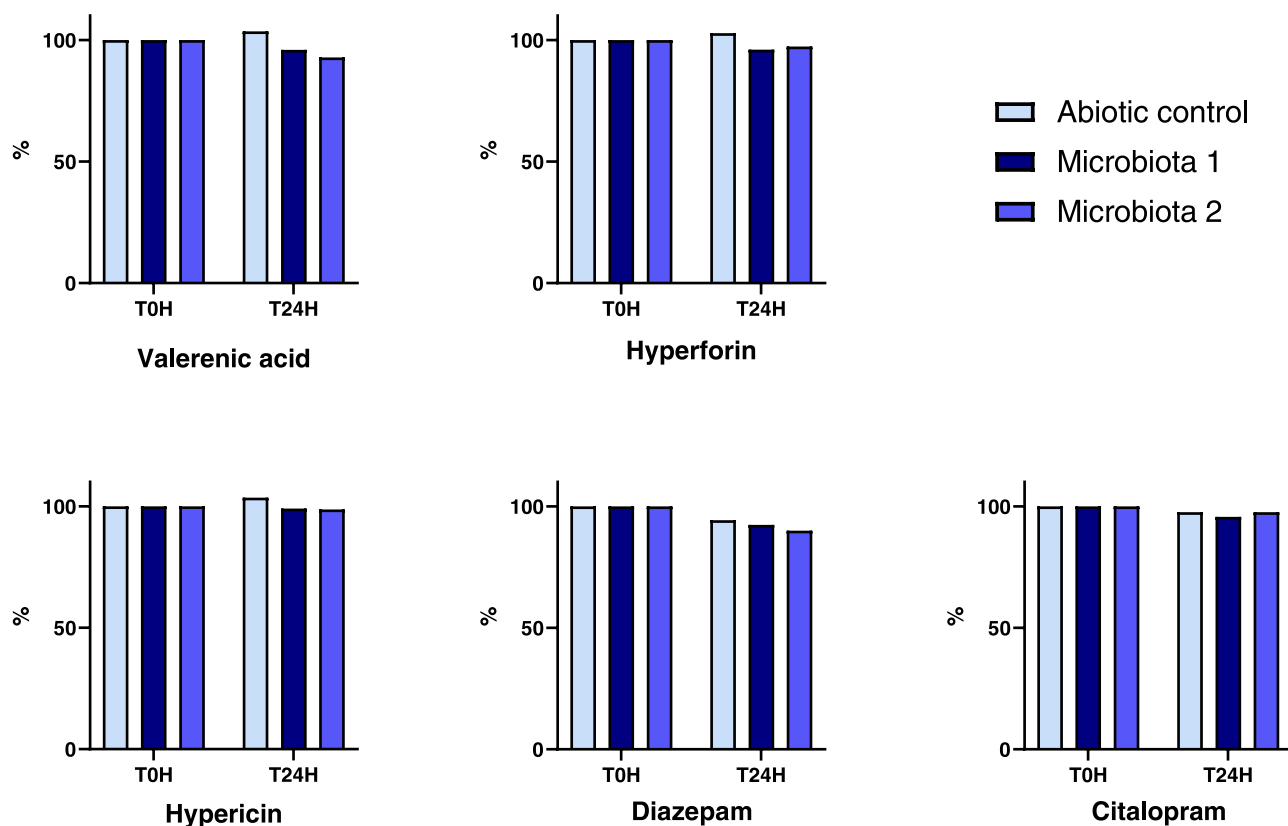 100
50
0
%
T0H
T24H
Valerenic acid
100
50
0
%
T0H
T24H
Hyperforin
Abiotic control
Microbiota 1
Microbiota 2
100
50
0
%
T0H
T24H
Hypericin
100
50
0
%
T0H
T24H
Diazepam
100
50
0
%
T0H
T24H
Citalopram